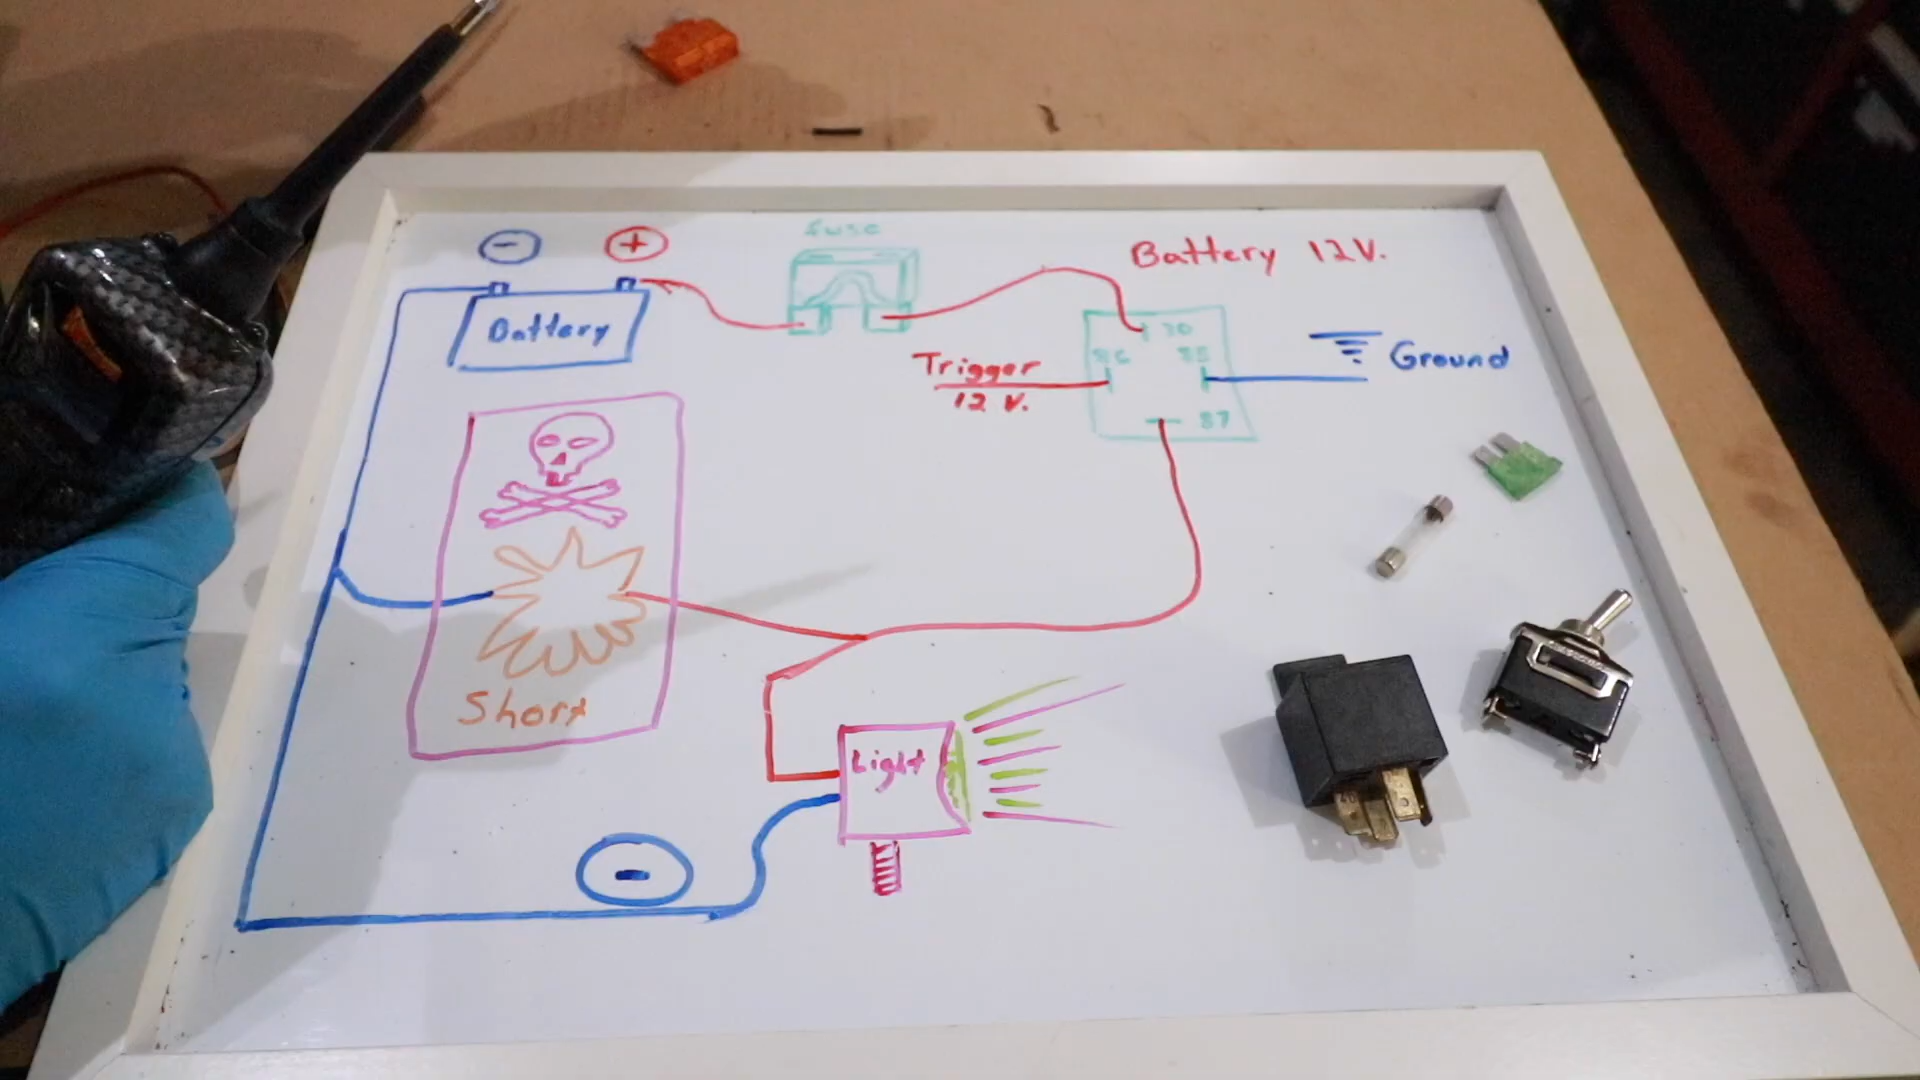 fuse
Battery 12V.
Battery
30
86 85
Ground
Trigger
12 V.
87
Short
Light